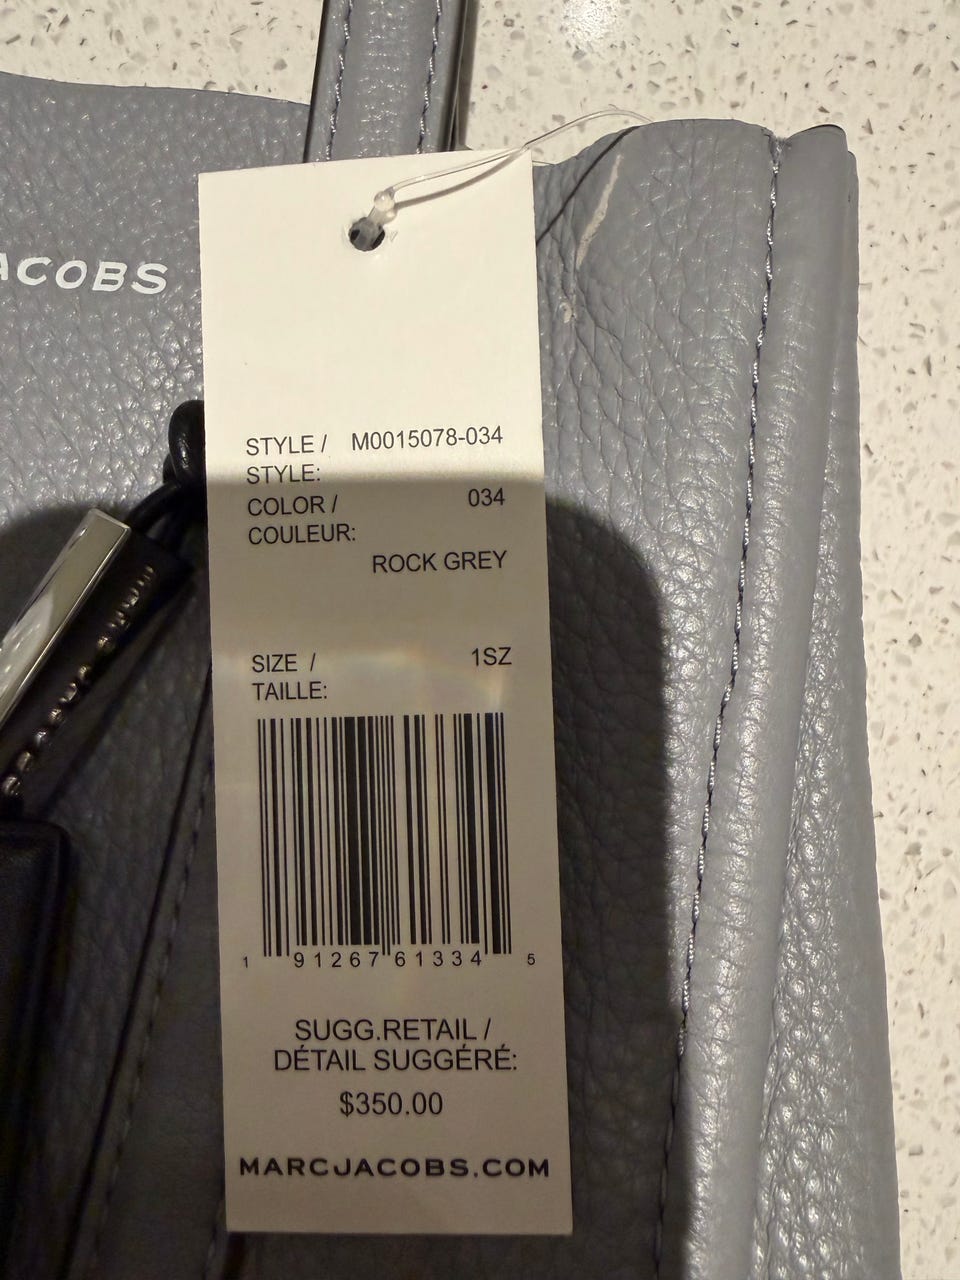 JACOBS
STYLE / M0015078-034
STYLE:
COLOR / 034
COULEUR:
ROCK GREY
SIZE / 1SZ
TAILLE:
1 91267 61334 5
SUGG.RETAIL /
DÉTAIL SUGGÉRÉ:
$350.00
MARCJACOBS.COM